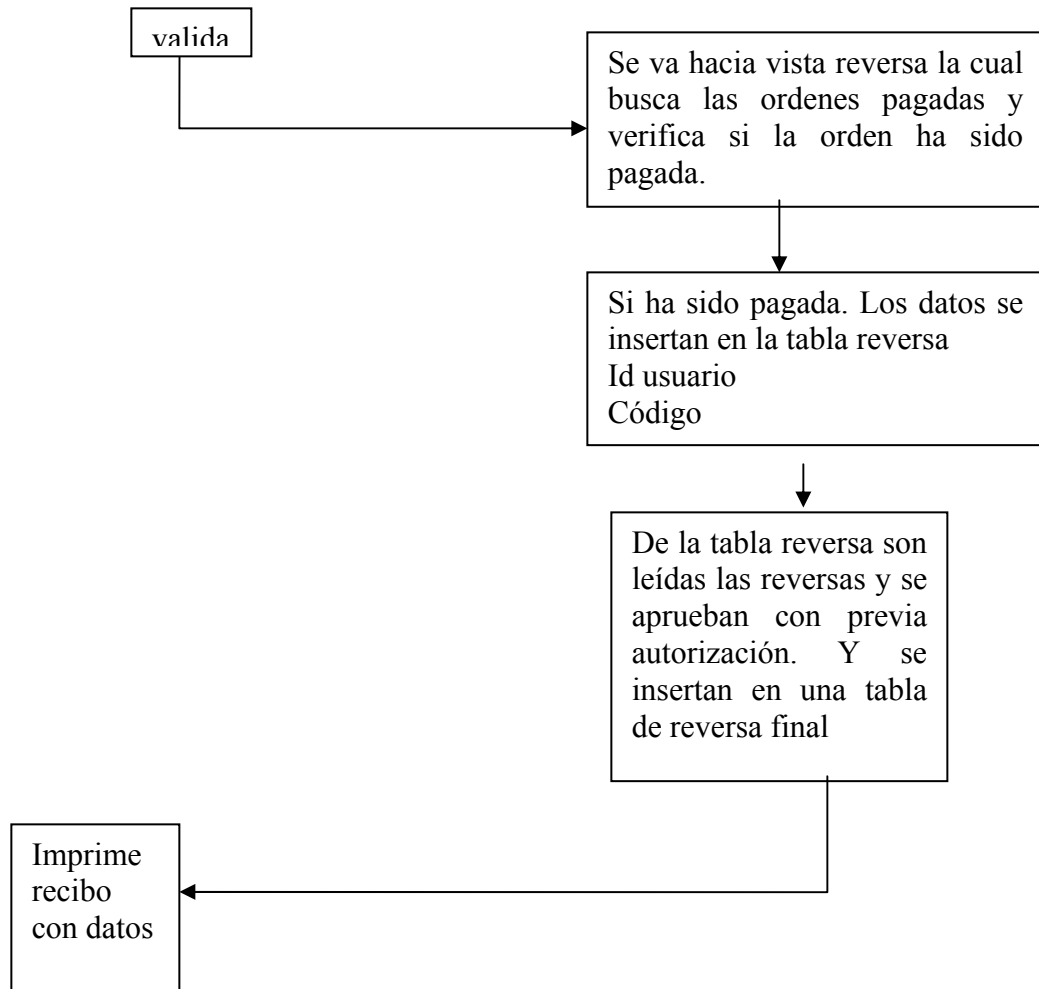 valida
Se va hacia vista reversa la cual
busca las ordenes pagadas y
verifica si la orden ha sido
pagada.
Si ha sido pagada. Los datos se
insertan en la tabla reversa
Id usuario
Código
De la tabla reversa son
leídas las reversas y se
aprueban con previa
autorización. Y se
insertan en una tabla
de reversa final
Imprime
recibo
con datos